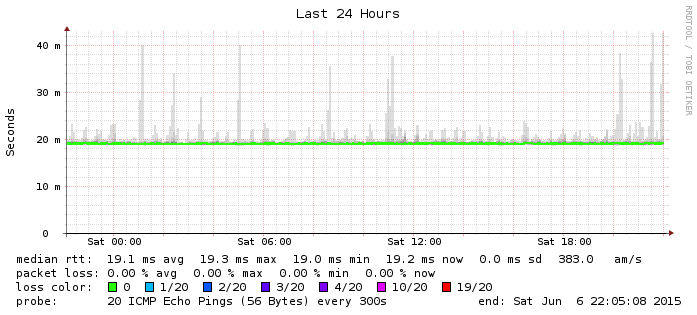 Last 24 Hours
RRDTOOL / TOBI OETIKER
Seconds
40 m
30 m
20 m
10 m
0
Sat 00:00 Sat 06:00 Sat 12:00 Sat 18:00
median rtt: 19.1 ms avg 19.3 ms max 19.0 ms min 19.2 ms now 0.0 ms sd 383.0 am/s
packet loss: 0.00 % avg 0.00 % max 0.00 % min 0.00 % now
loss color: 0 1/20 2/20 3/20 4/20 10/20 19/20
probe: 20 ICMP Echo Pings (56 Bytes) every 300s end: Sat Jun 6 22:05:08 2015